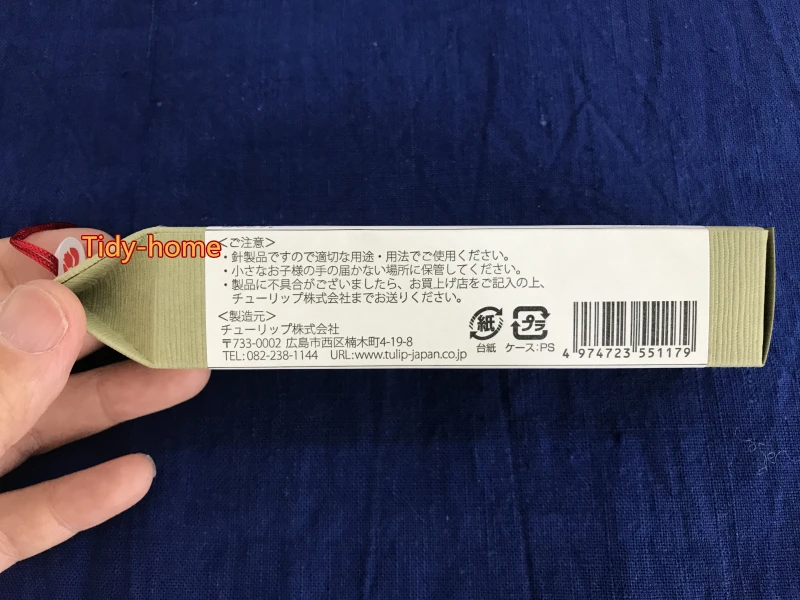 Tidy-home
<ご注意>
・針製品ですので適切な用途・用法でご使用ください。
・小さなお子様の手の届かない場所に保管してください。
・製品に不具合がございましたら、お買上げ店をご記入の上、
チューリップ株式会社までお送りください。
<製造元>
チューリップ株式会社
〒733-0002 広島市西区楠木町4-19-8
TEL:082-238-1144 URL:www.tulip-japan.co.jp
紙
台紙
プラ
ケース:PS
4 974723 551179